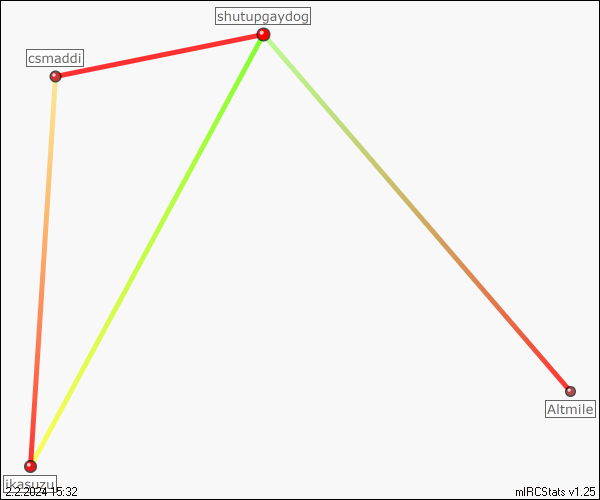 shutupgaydog
csmaddi
Altmile
ikasuzu
2.2.2024 15:32
mIRCStats v1.25